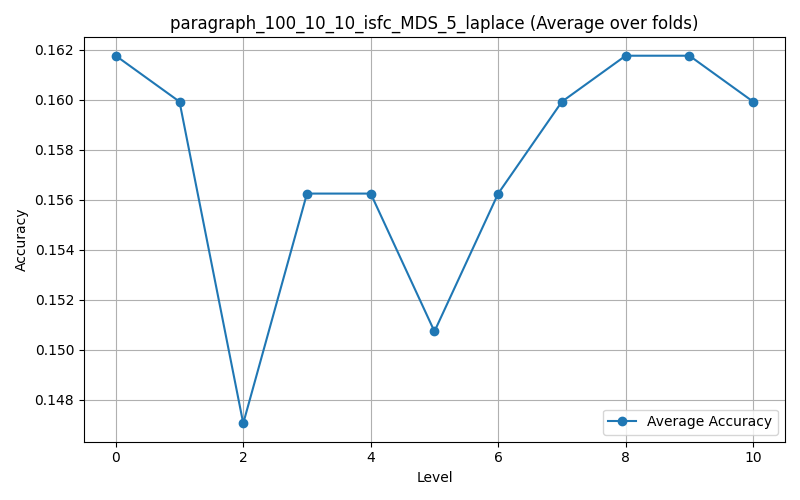 paragraph_100_10_10_isfc_MDS_5_laplace (Average over folds)
0.162
0.160
0.158
0.156
0.154
0.152
0.150
0.148
Accuracy
0 2 4 6 8 10
Level
Average Accuracy